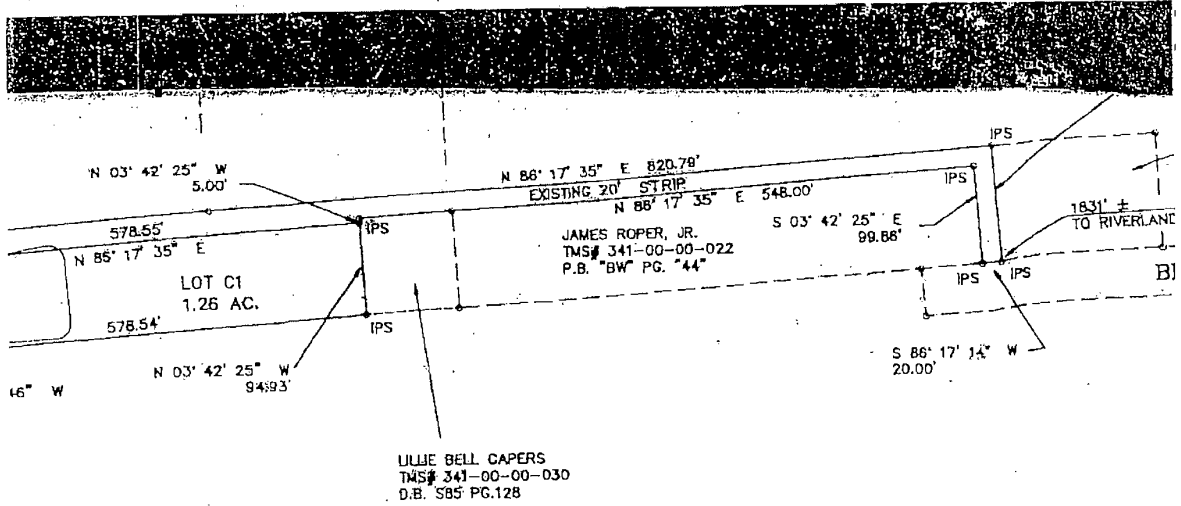 N 03' 42' 25" W
5.00'
IPS
N 86' 17' 35" E 820.79'
EXISTING 20' STRIP
N 86' 17' 35" E 548.00'
IPS
IPS
578.55'
N 85' 17' 35" E
JAMES ROPER, JR.
TMS# 341-00-00-022
P.B. "BW" PG. "44"
S 03' 42' 25" E
99.86'
1831' ±
TO RIVERLAND
LOT C1
1.26 AC.
578.54'
IPS
IPS
IPS
N 03' 42' 25" W
94.93'
S 86' 17' 14" W
20.00'
46" W
LILLIE BELL CAPERS
TMS# 341-00-00-030
D.B. S85 PG.128